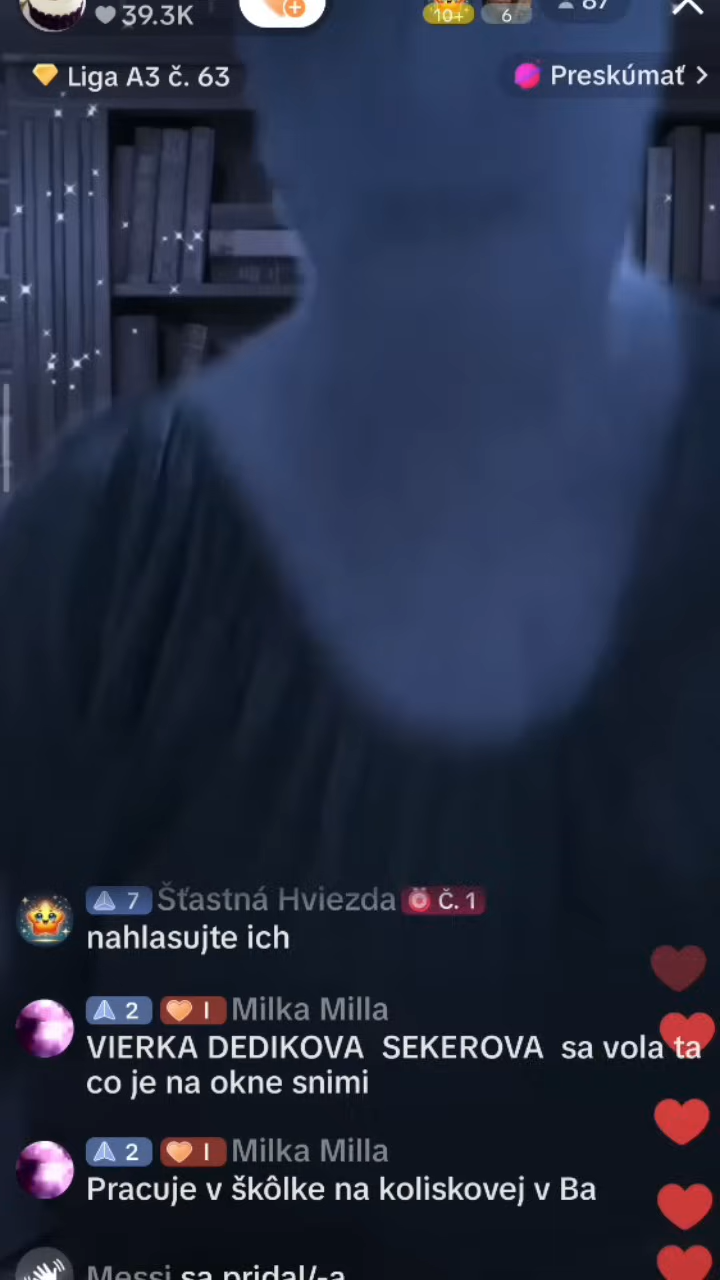 39.3K
10+
6
87
Liga A3 č. 63
Preskúmať >
7 Šťastná Hviezda Č. 1
nahlasujte ich
2 I Milka Milla
VIERKA DEDIKOVA SEKEROVA sa vola ta
co je na okne snimi
2 I Milka Milla
Pracuje v škôlke na koliskovej v Ba
Messi sa pridal/-a